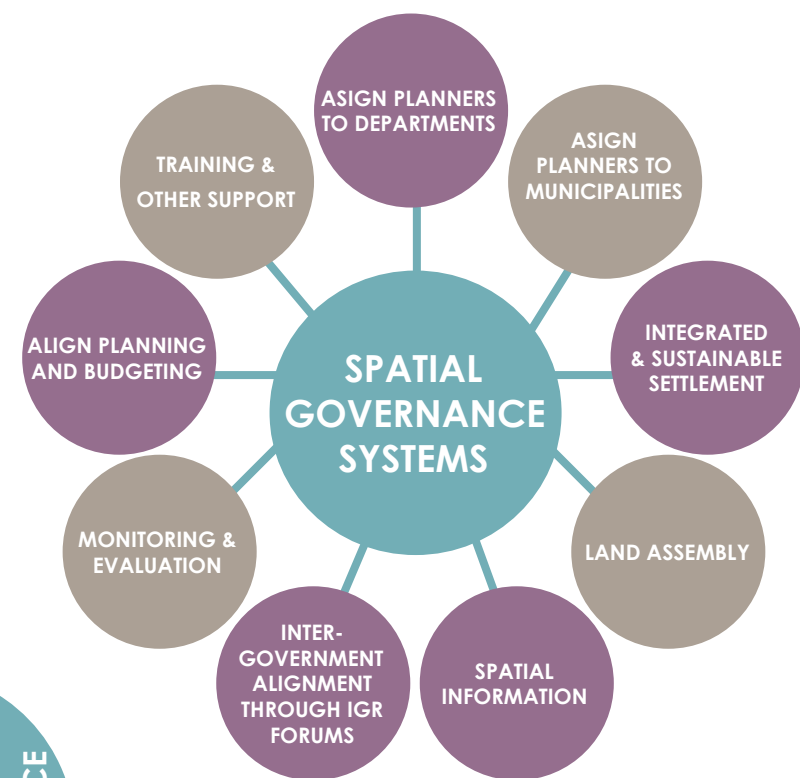 ASIGN PLANNERS
TO DEPARTMENTS
ASIGN
PLANNERS TO
MUNICIPALITIES
TRAINING &
OTHER SUPPORT
INTEGRATED
& SUSTAINABLE
SETTLEMENT
ALIGN PLANNING
AND BUDGETING
SPATIAL
GOVERNANCE
SYSTEMS
MONITORING &
EVALUATION
LAND ASSEMBLY
INTER-
GOVERNMENT
ALIGNMENT
THROUGH IGR
FORUMS
SPATIAL
INFORMATION